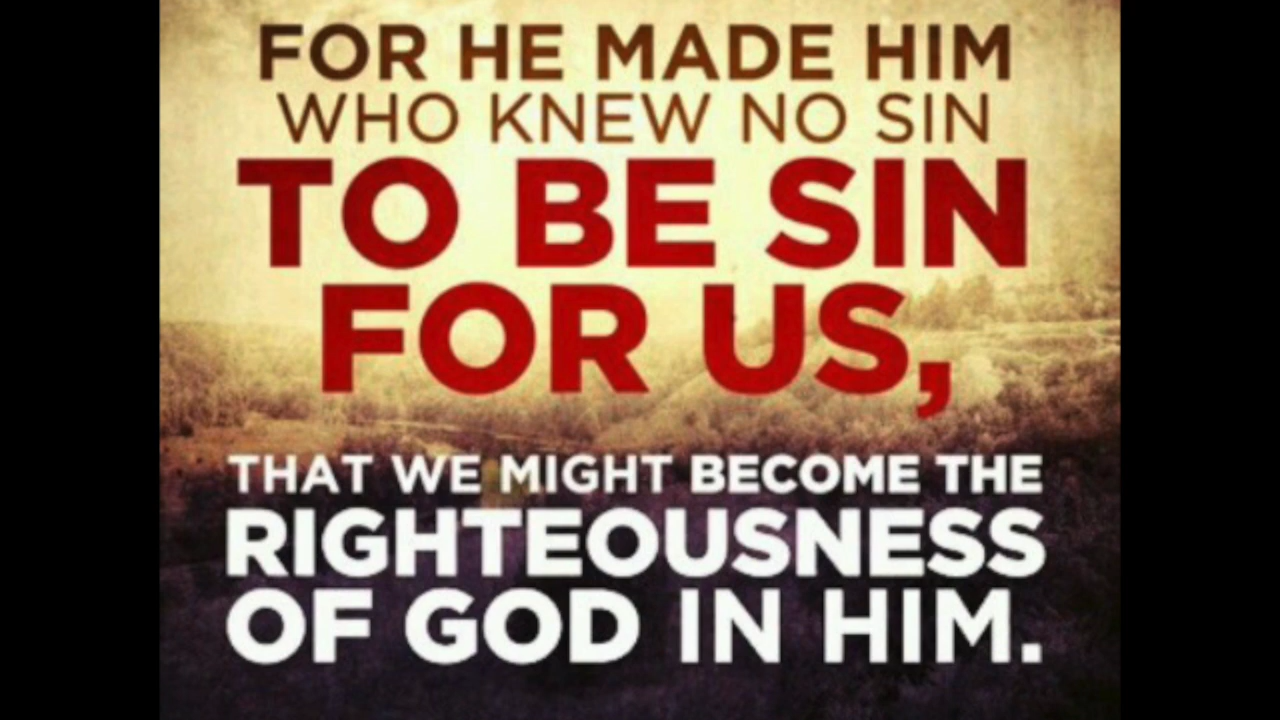 FOR HE MADE HIM
WHO KNEW NO SIN
TO BE SIN
FOR US,
THAT WE MIGHT BECOME THE
RIGHTEOUSNESS
OF GOD IN HIM.